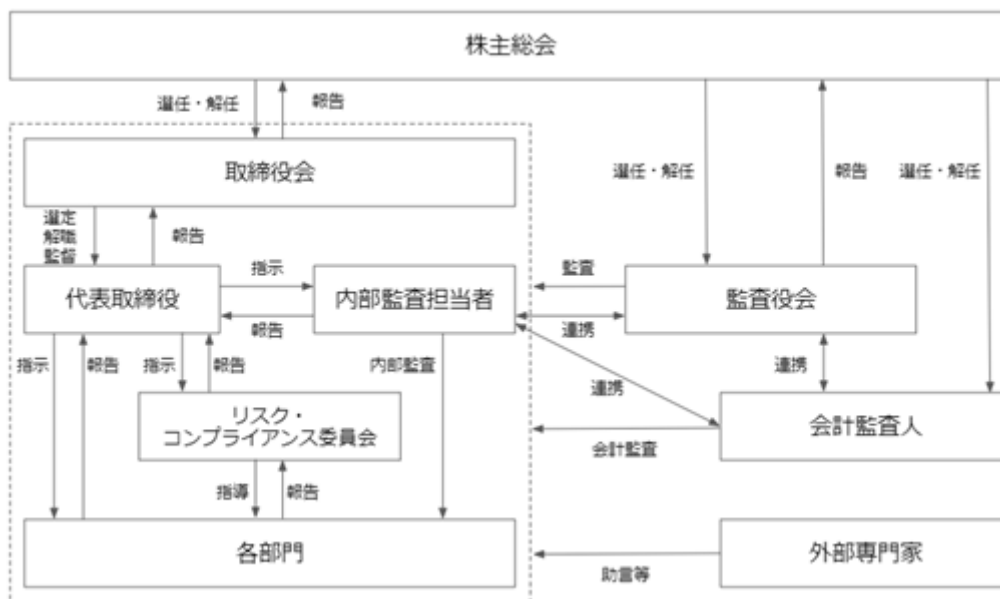 株主総会
選任・解任
報告
取締役会
選任・解任
報告
選任・解任
選定
解職
監督
報告
代表取締役
指示
報告
内部監査担当者
監査
連携
監査役会
指示
報告
指示
報告
内部監査
連携
連携
リスク・
コンプライアンス委員会
会計監査
会計監査人
指導
報告
各部門
助言等
外部専門家